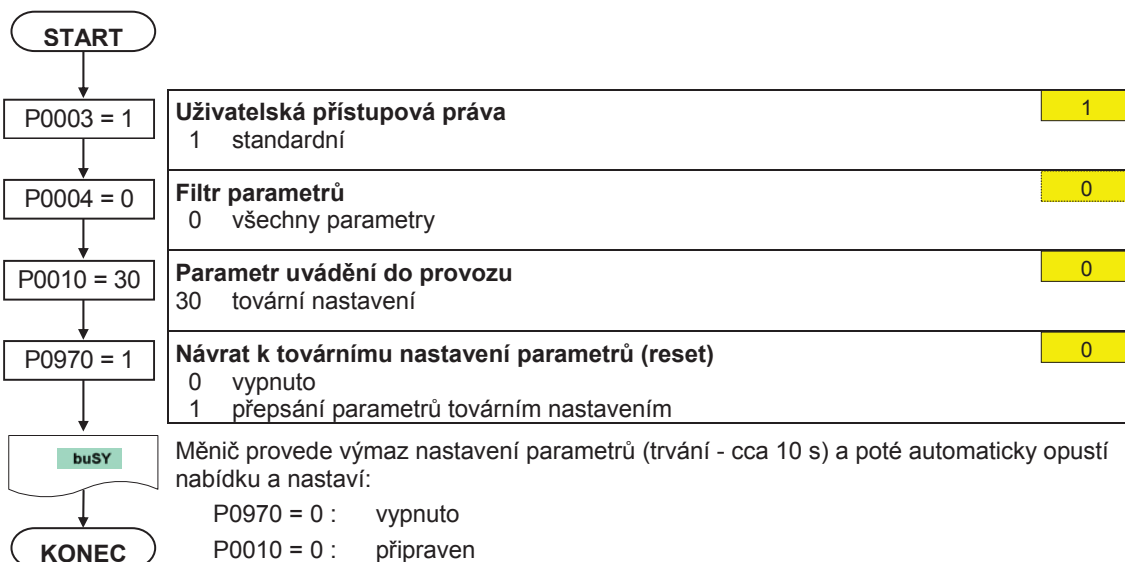 START
P0003 = 1
Uživatelská přístupová práva 1
1 standardní
P0004 = 0
Filtr parametrů 0
0 všechny parametry
P0010 = 30
Parametr uvádění do provozu 0
30 tovární nastavení
P0970 = 1
Návrat k továrnímu nastavení parametrů (reset) 0
0 vypnuto
1 přepsání parametrů továrním nastavením
buSY
Měnič provede výmaz nastavení parametrů (trvání - cca 10 s) a poté automaticky opustí
nabídku a nastaví:
P0970 = 0 : vypnuto
P0010 = 0 : připraven
KONEC